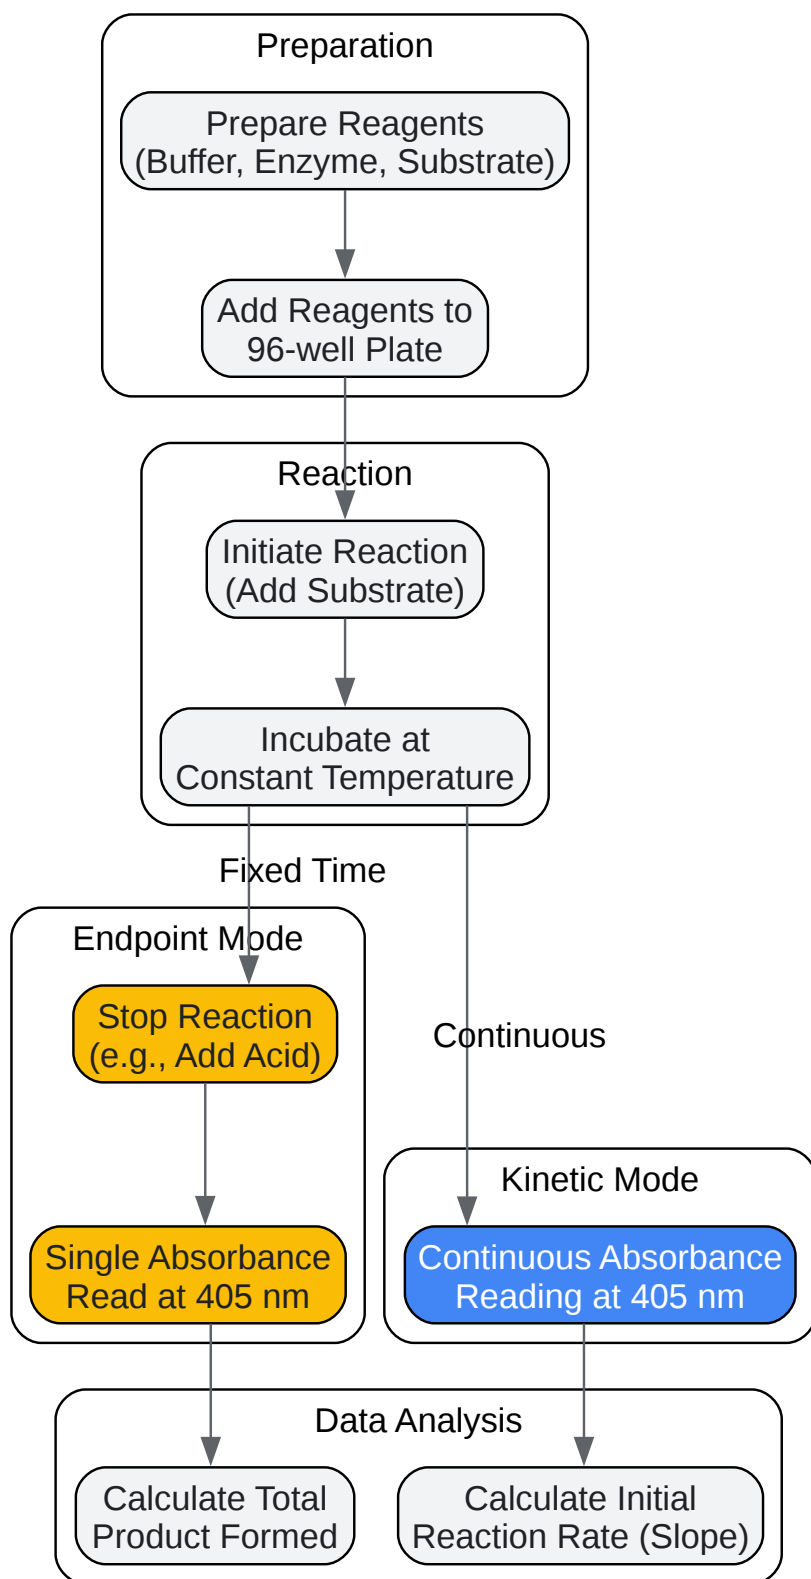 Preparation
Prepare Reagents
(Buffer, Enzyme, Substrate)
Add Reagents to
96-well Plate
Reaction
Initiate Reaction
(Add Substrate)
Incubate at
Constant Temperature
Fixed Time
Endpoint Mode
Stop Reaction
(e.g., Add Acid)
Continuous
Kinetic Mode
Single Absorbance
Read at 405 nm
Continuous Absorbance
Reading at 405 nm
Data Analysis
Calculate Total
Product Formed
Calculate Initial
Reaction Rate (Slope)